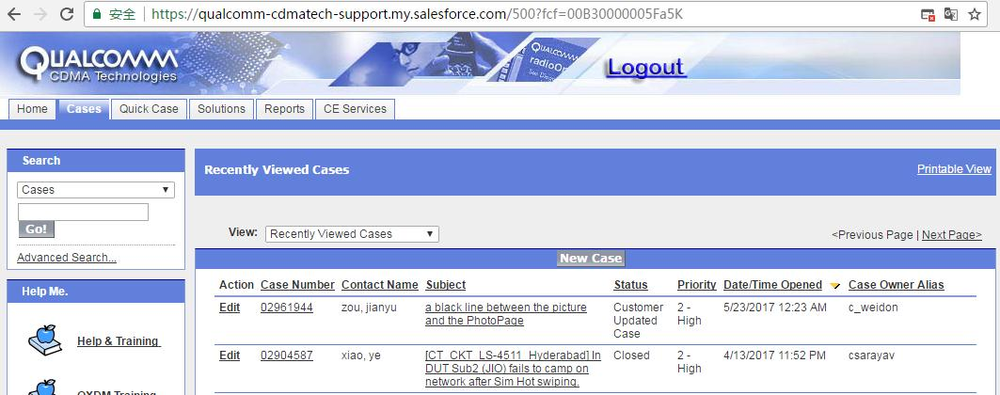 安全
https://qualcomm-cdmatech-support.my.salesforce.com/500?fcf=00B30000005Fa5K
QUALCOMM®
CDMA Technologies
QUALCOMM
radioOn
Logout
Home Cases Quick Case Solutions Reports CE Services
Search
Cases
Go!
Advanced Search...
Help Me.
Help & Training
QXDM Training
Recently Viewed Cases
Printable View
View: Recently Viewed Cases
<Previous Page | Next Page>
New Case
Action Case Number Contact Name Subject Status Priority Date/Time Opened Case Owner Alias
Edit 02961944 zou, jianyu a black line between the picture Customer 2 - 5/23/2017 12:23 AM c_weidon
and the PhotoPage Updated High
Case
Edit 02904587 xiao, ye [CT_CKT_LS-4511_Hyderabad] In Closed 2 - 4/13/2017 11:52 PM csarayav
DUT Sub2 (JIO) fails to camp on High
network after Sim Hot swiping.